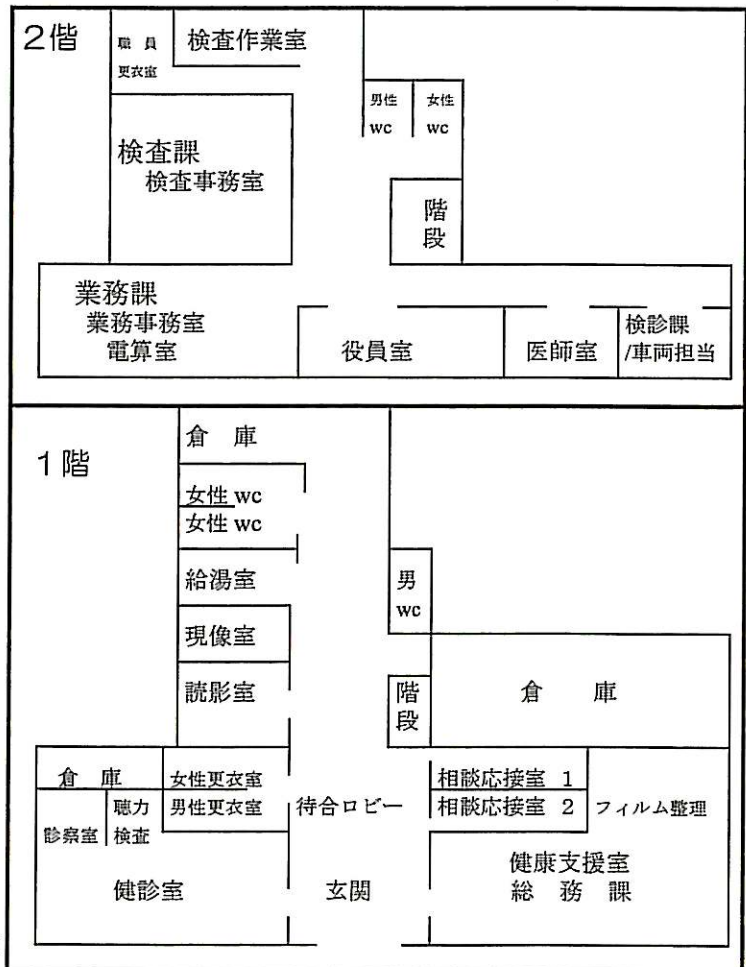 2階
職員
更衣室
検査作業室
男性
wc
女性
wc
検査課
検査事務室
階
段
業務課
業務事務室
電算室
役員室
医師室
検診課
/車両担当
1階
倉 庫
女性 wc
女性 wc
給湯室
男
wc
現像室
読影室
階
段
倉 庫
倉 庫
女性更衣室
相談応接室 1
聴力
検査
男性更衣室
待合ロビー
相談応接室 2
フィルム整理
診察室
健診室
玄関
健康支援室
総 務 課